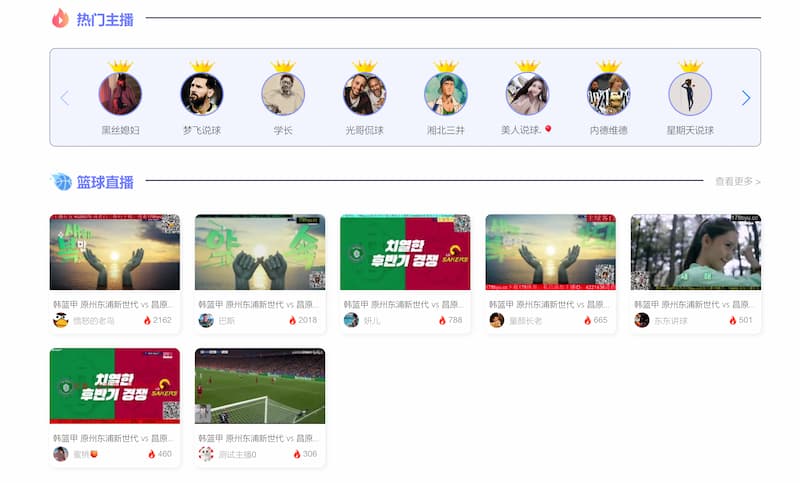 热门主播
黑丝媳妇
梦飞说球
学长
光哥侃球
湘北三井
美人说球.
内德维德
星期天说球
篮球直播
查看更多 >
약 속
179byu.cc
치열한
후반기 경쟁
SAKERS
새해
韩篮甲 原州东浦新世代 vs 昌原...
愤怒的老鸟
2162
韩篮甲 原州东浦新世代 vs 昌原...
巴斯
2018
韩篮甲 原州东浦新世代 vs 昌原...
妍儿
788
韩篮甲 原州东浦新世代 vs 昌原...
童颜长老
665
韩篮甲 原州东浦新世代 vs 昌原...
东东讲球
501
치열한
후반기 경쟁
SAKERS
韩篮甲 原州东浦新世代 vs 昌原...
蜜桃
460
韩篮甲 原州东浦新世代 vs 昌原...
测试主播0
306